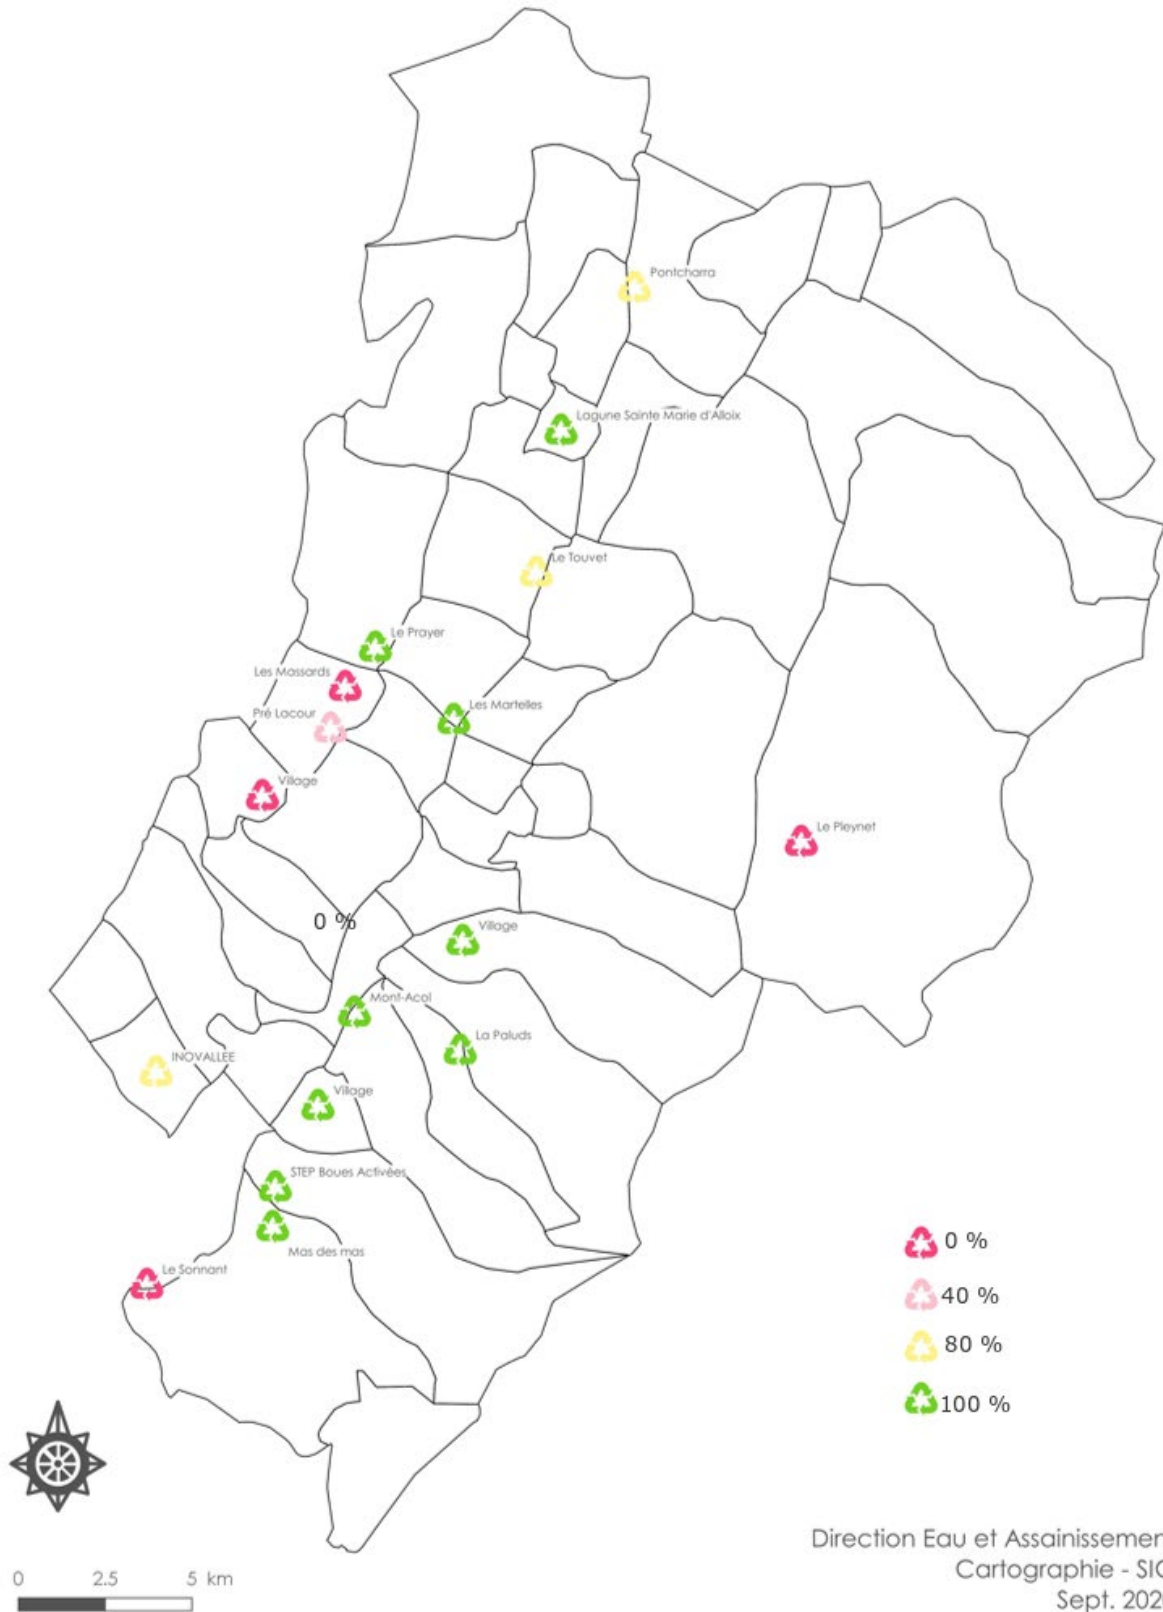 Pontcharra
Lagune Sainte Marie d'Alloix
Le Touvet
Le Prayer
Les Massards
Les Martelles
Pré Lacour
Village
Le Pleynet
0 %
Village
Mont-Acol
La Paluds
INOVALLEE
Village
STEP Boues Activées
Mas des mas
Le Sonnant
0 %
40 %
80 %
100 %
Direction Eau et Assainissemen
Cartographie - SIG
Sept. 202
0 2.5 5 km